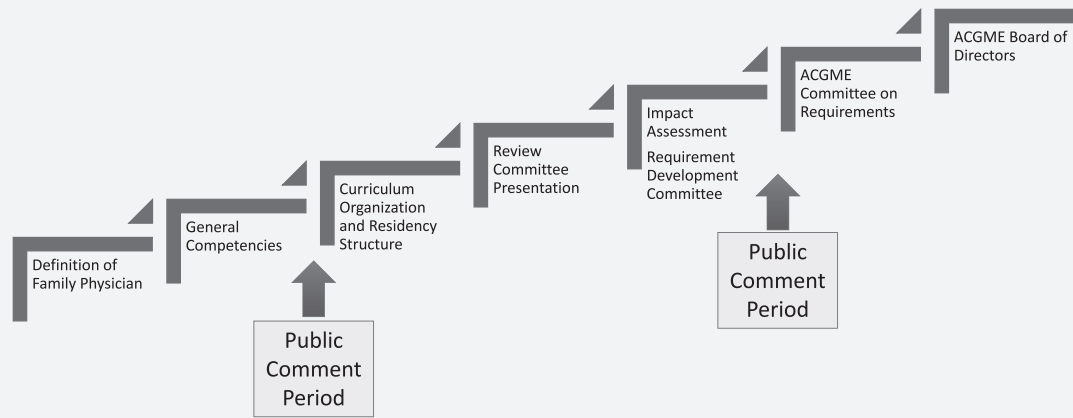 Definition of
Family Physician
General
Competencies
Public
Comment
Period
Curriculum
Organization
and Residency
Structure
Review
Committee
Presentation
Impact
Assessment
Requirement
Development
Committee
Public
Comment
Period
ACGME
Committee on
Requirements
ACGME Board of
Directors